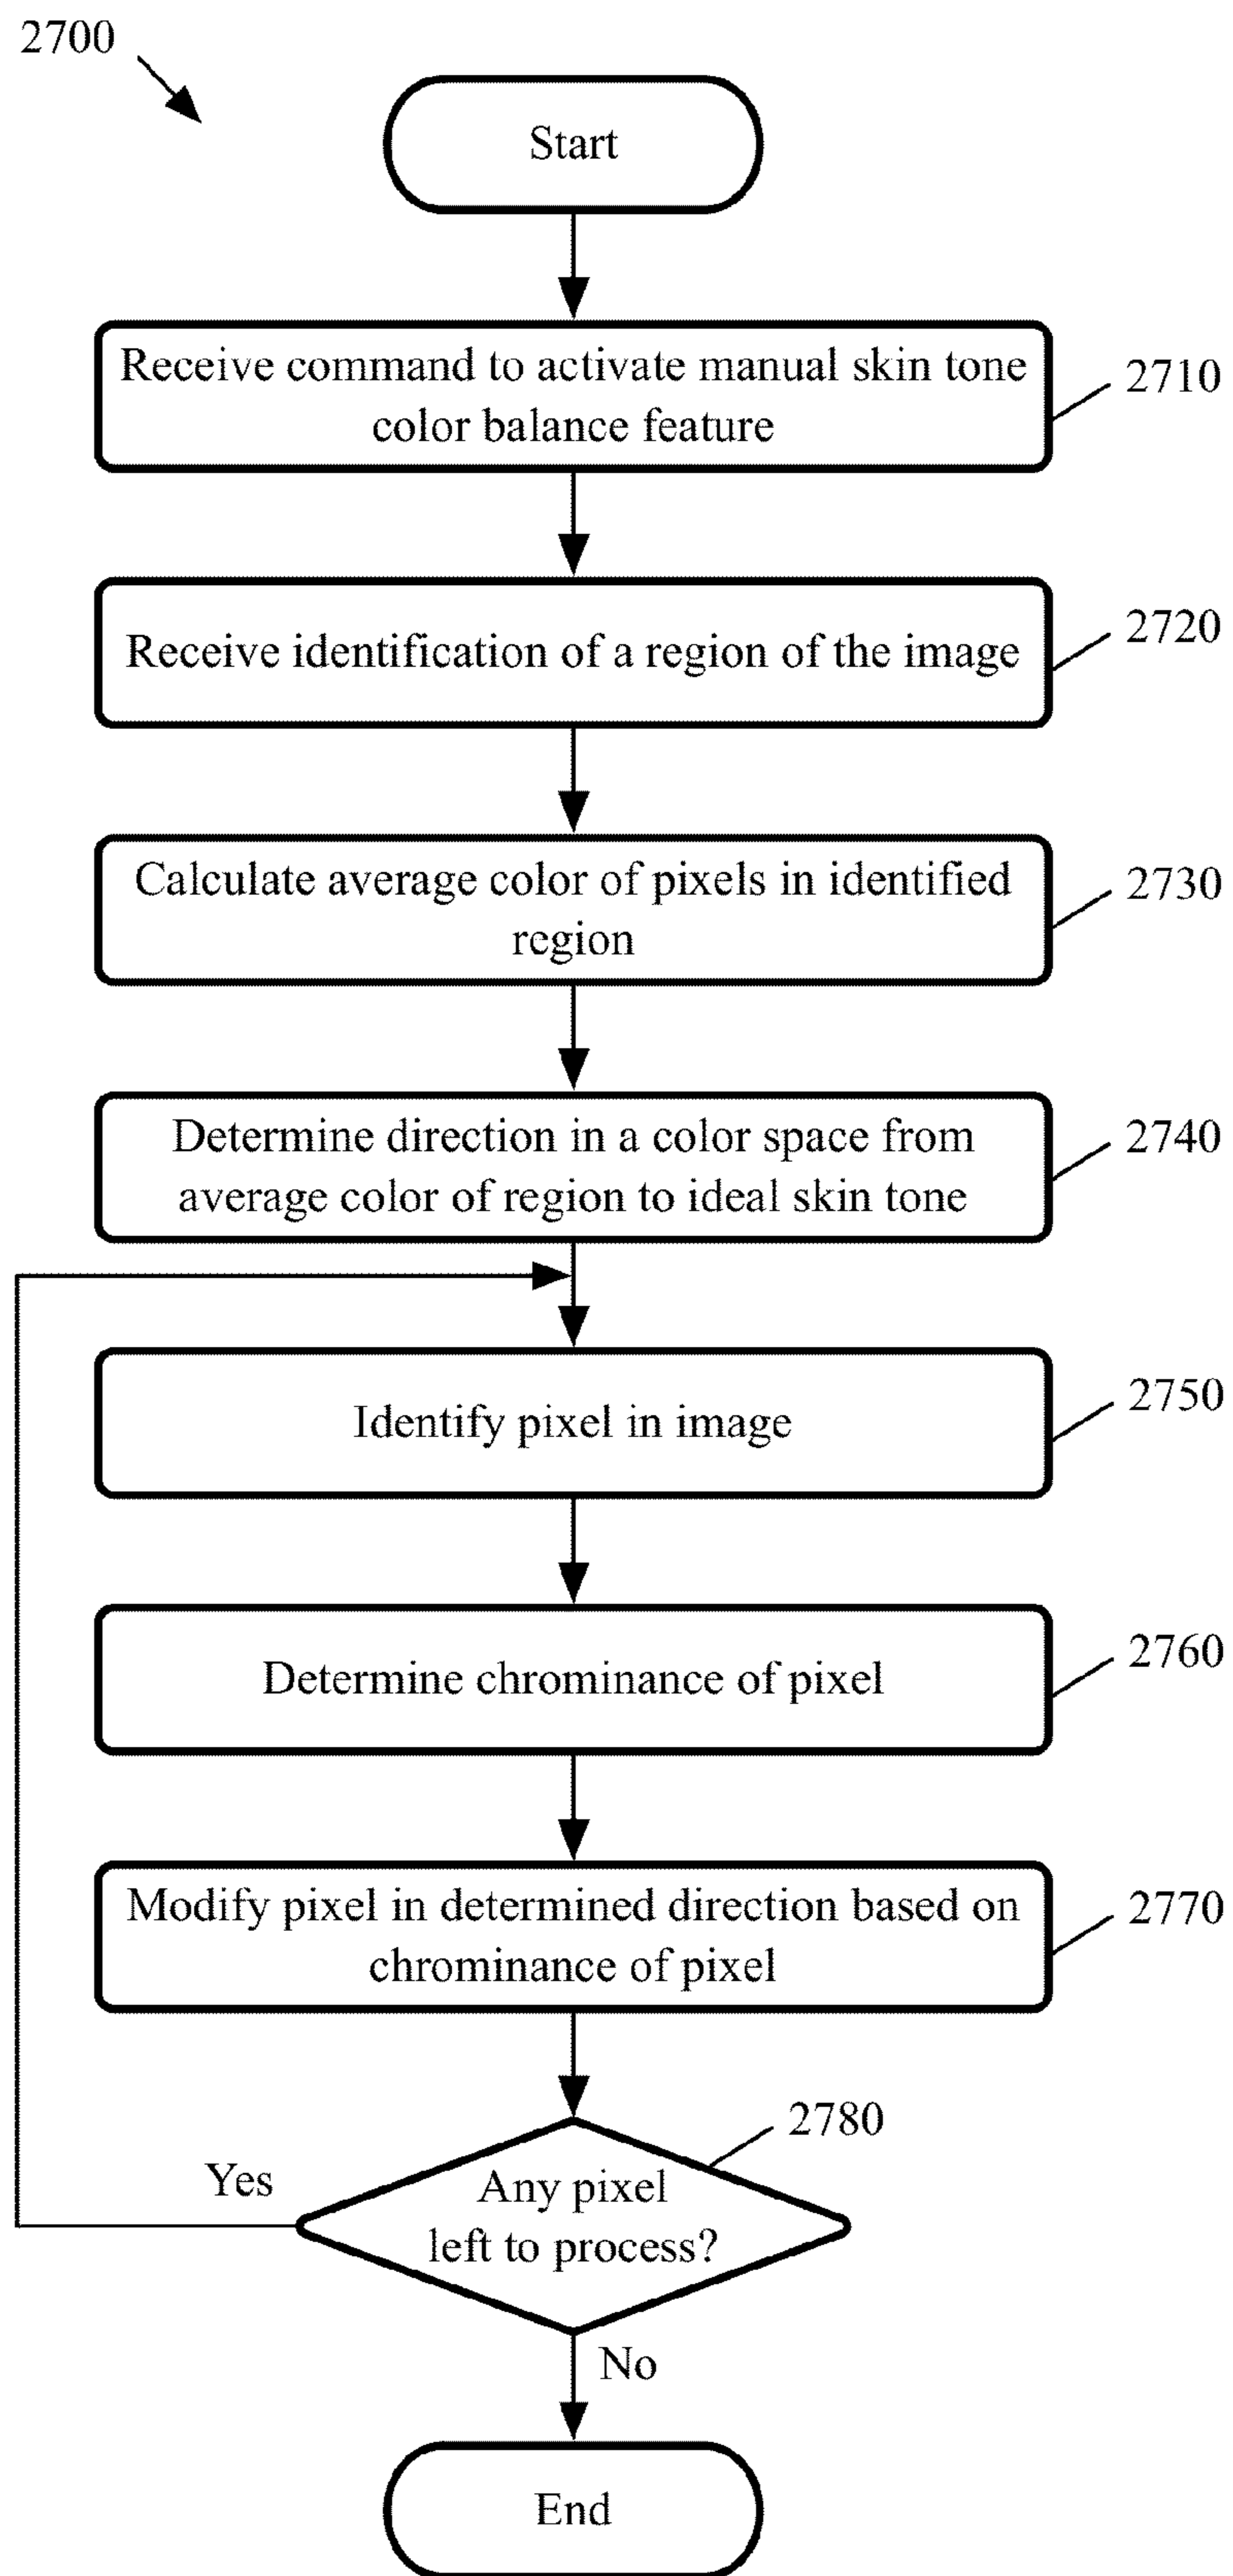 2700
Start
Receive command to activate manual skin tone
color balance feature
2710
Receive identification of a region of the image
2720
Calculate average color of pixels in identified
region
2730
Determine direction in a color space from
average color of region to ideal skin tone
2740
Identify pixel in image
2750
Determine chrominance of pixel
2760
Modify pixel in determined direction based on
chrominance of pixel
2770
2780
Any pixel
left to process?
Yes
No
End